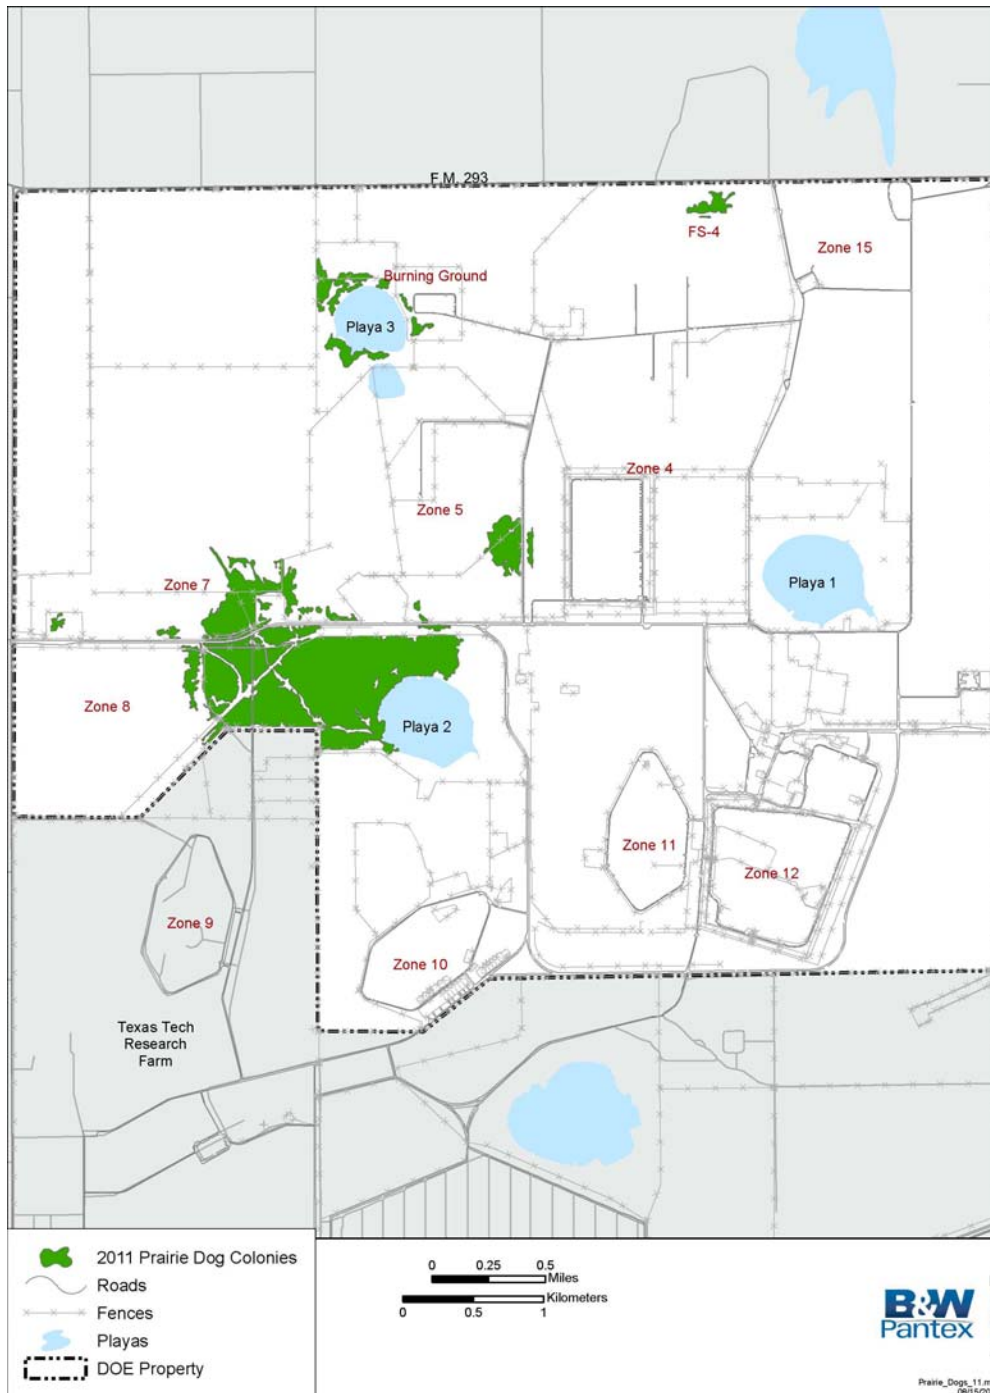 F.M. 293
FS-4
Zone 15
Burning Ground
Playa 3
Zone 4
Zone 5
Zone 7
Playa 1
Zone 8
Playa 2
Zone 11
Zone 12
Zone 9
Zone 10
Texas Tech
Research
Farm
2011 Prairie Dog Colonies
Roads
Fences
Playas
DOE Property
0 0.25 0.5
Miles
Kilometers
0 0.5 1
B&W
Pantex
Prairie_Dogs_11.m